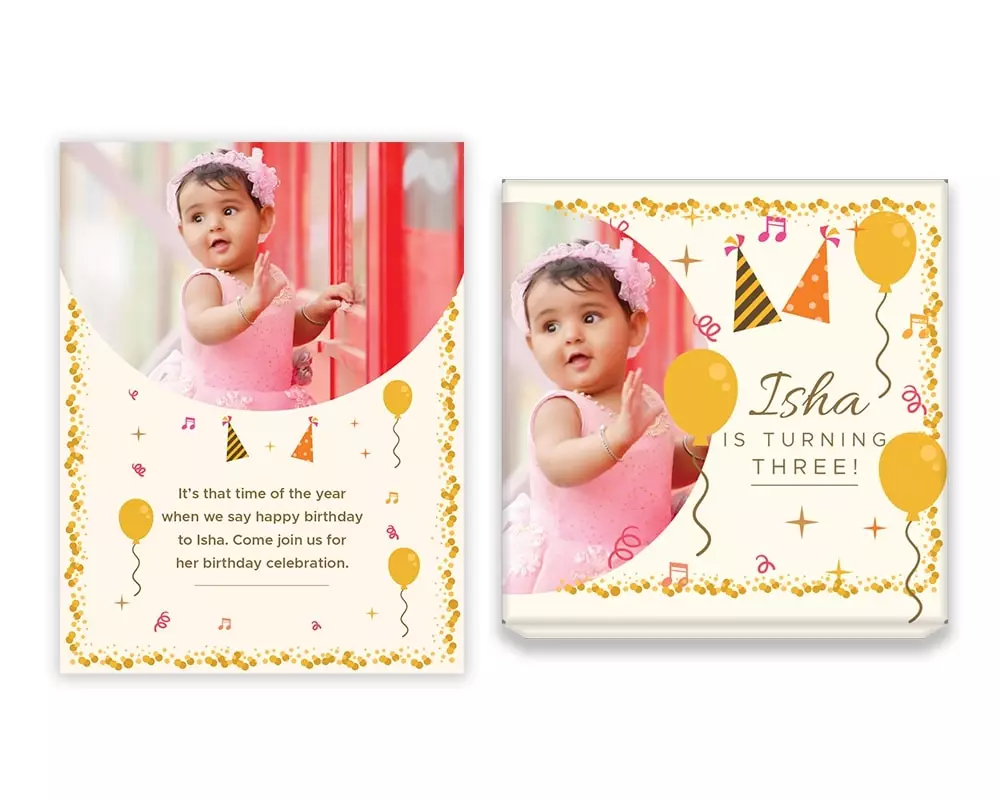 It's that time of the year
when we say happy birthday
to Isha. Come join us for
her birthday celebration.
Isha
IS TURNING
THREE!